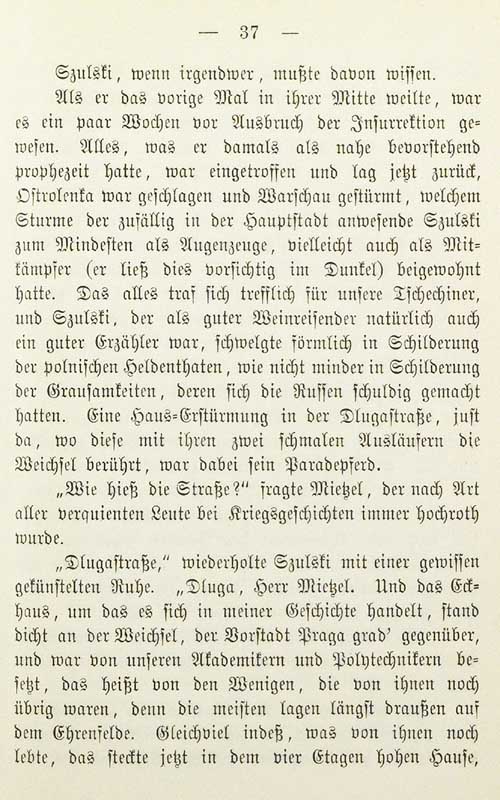 — 37 —
Szulski, wenn irgendwer, mußte davon wissen.
Als er das vorige Mal in ihrer Mitte weilte, war
es ein paar Wochen vor Ausbruch der Insurrektion ge-
wesen. Alles, was er damals als nahe bevorstehend
prophezeit hatte, war eingetroffen und lag jetzt zurück,
Ostrolenka war geschlagen und Warschau gestürmt, welchem
Sturme der zufällig in der Hauptstadt anwesende Szulski
zum Mindesten als Augenzeuge, vielleicht auch als Mit-
kämpfer (er ließ dies vorsichtig im Dunkel) beigewohnt
hatte. Das alles traf sich trefflich für unsere Tschechiner,
und Szulski, der als guter Weinreisender natürlich auch
ein guter Erzähler war, schwelgte förmlich in Schilderung
der polnischen Heldenthaten, wie nicht minder in Schilderung
der Grausamkeiten, deren sich die Russen schuldig gemacht
hatten. Eine Haus-Erstürmung in der Dlugastraße, just
da, wo diese mit ihren zwei schmalen Ausläufern die
Weichsel berührt, war dabei sein Paradepferd.
„Wie hieß die Straße?“ fragte Mietzel, der nach Art
aller verquienten Leute bei Kriegsgeschichten immer hochroth
wurde.
„Dlugastraße,“ wiederholte Szulski mit einer gewissen
gekünstelten Ruhe. „Dluga, Herr Mietzel. Und das Eck-
haus, um das es sich in meiner Geschichte handelt, stand
dicht an der Weichsel, der Vorstadt Praga grad’ gegenüber,
und war von unseren Akademikern und Polytechnikern be-
setzt, das heißt von den Wenigen, die von ihnen noch
übrig waren, denn die meisten lagen längst draußen auf
dem Ehrenfelde. Gleichviel indeß, was von ihnen noch
lebte, das steckte jetzt in dem vier Etagen hohen Hause,